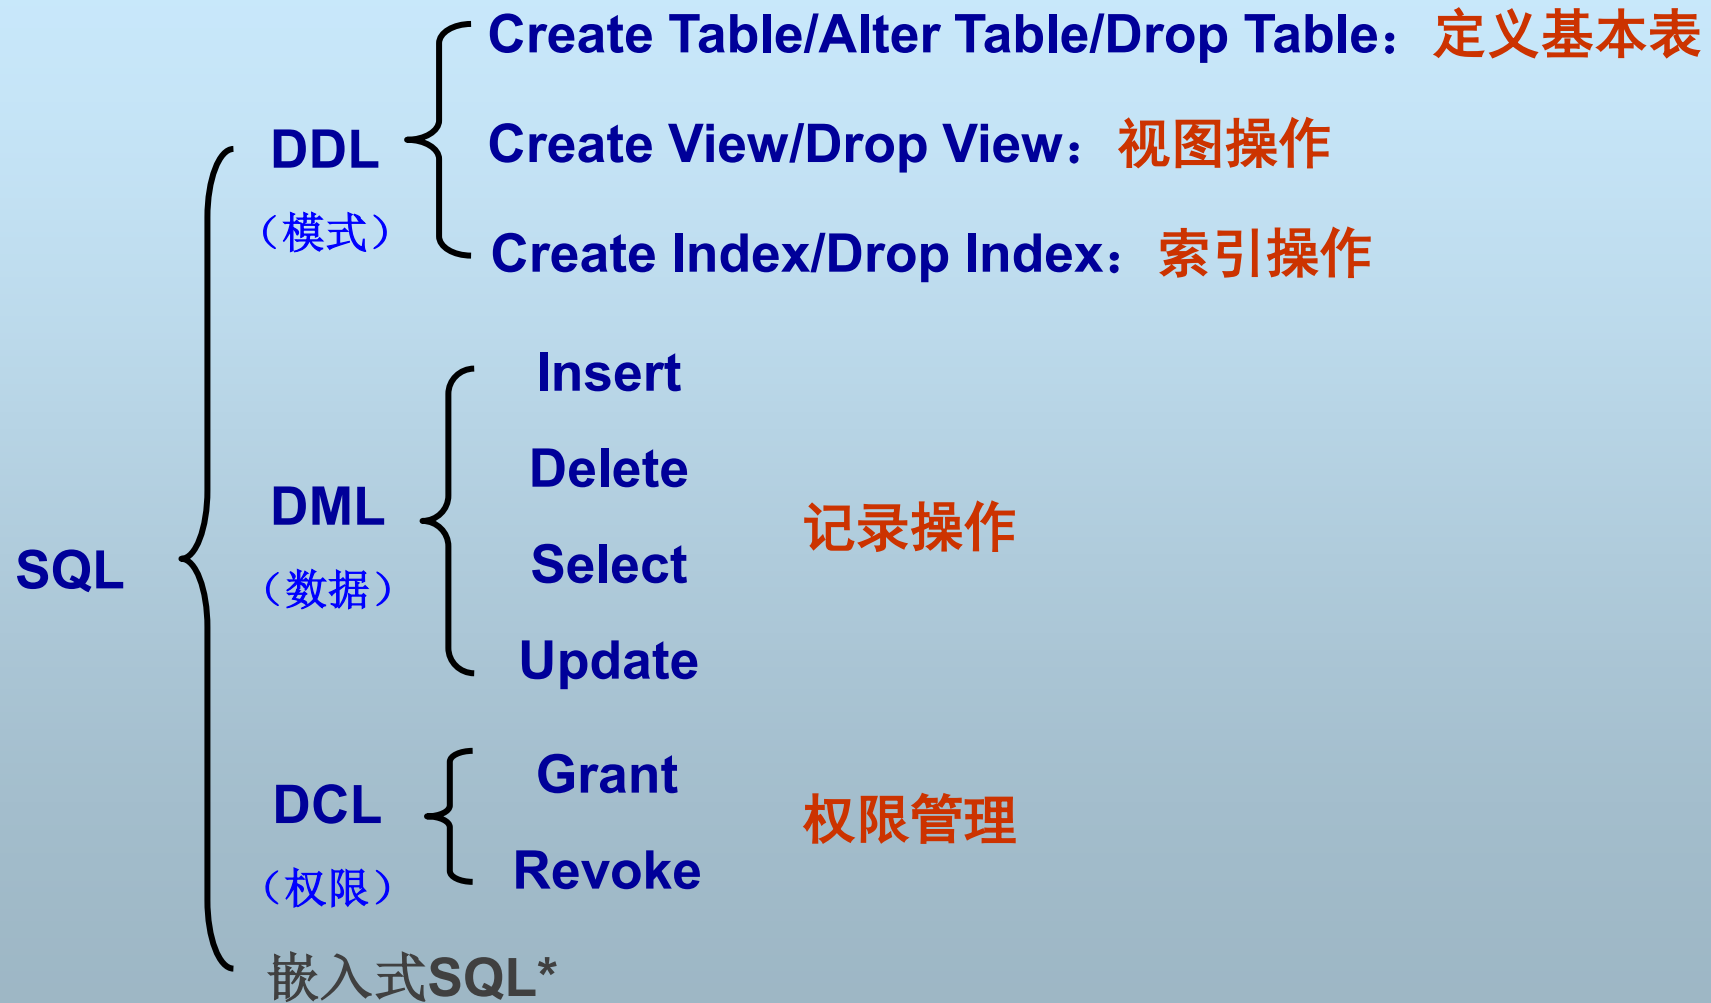 Create Table/Alter Table/Drop Table：定义基本表
DDL
Create View/Drop View：视图操作
（模式）
Create Index/Drop Index：索引操作
Insert
Delete
DML
记录操作
SQL
（数据）
Select
Update
Grant
DCL
权限管理
（权限）
Revoke
嵌入式SQL*